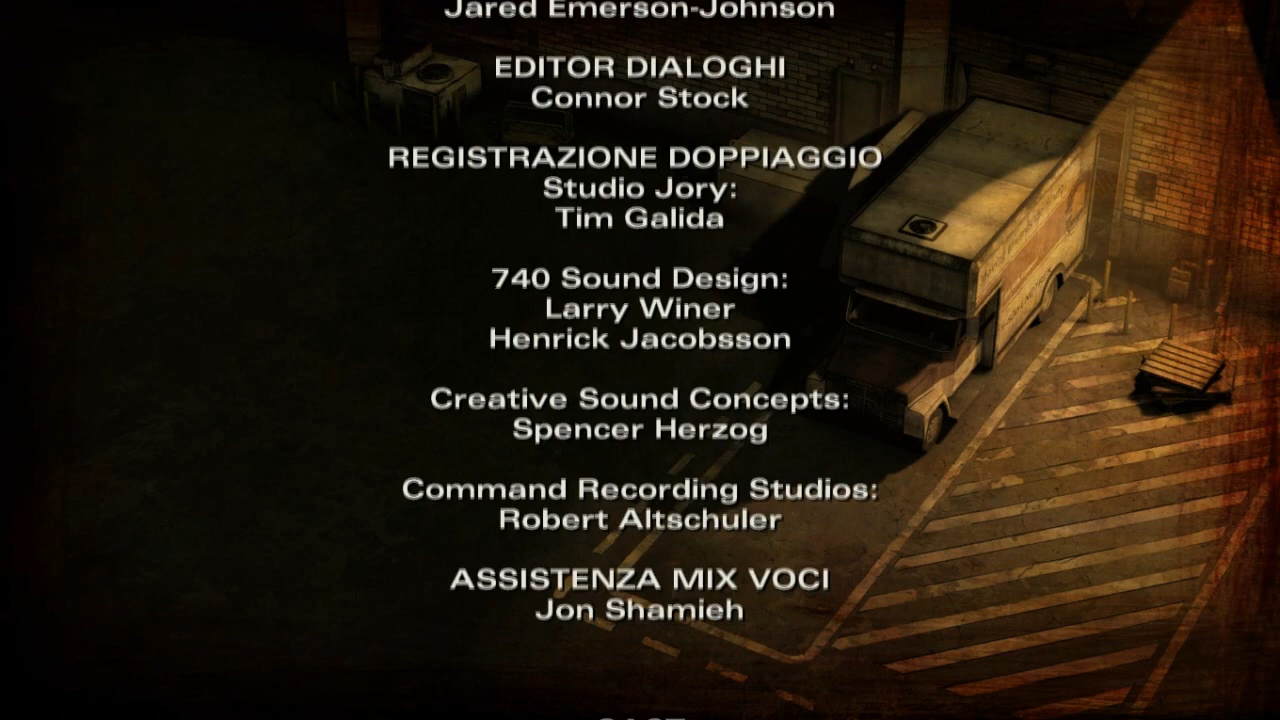 Jared Emerson-Johnson
EDITOR DIALOGHI
Connor Stock
REGISTRAZIONE DOPPIAGGIO
Studio Jory:
Tim Galida
740 Sound Design:
Larry Winer
Henrick Jacobsson
Creative Sound Concepts:
Spencer Herzog
Command Recording Studios:
Robert Altschuler
ASSISTENZA MIX VOCI
Jon Shamieh